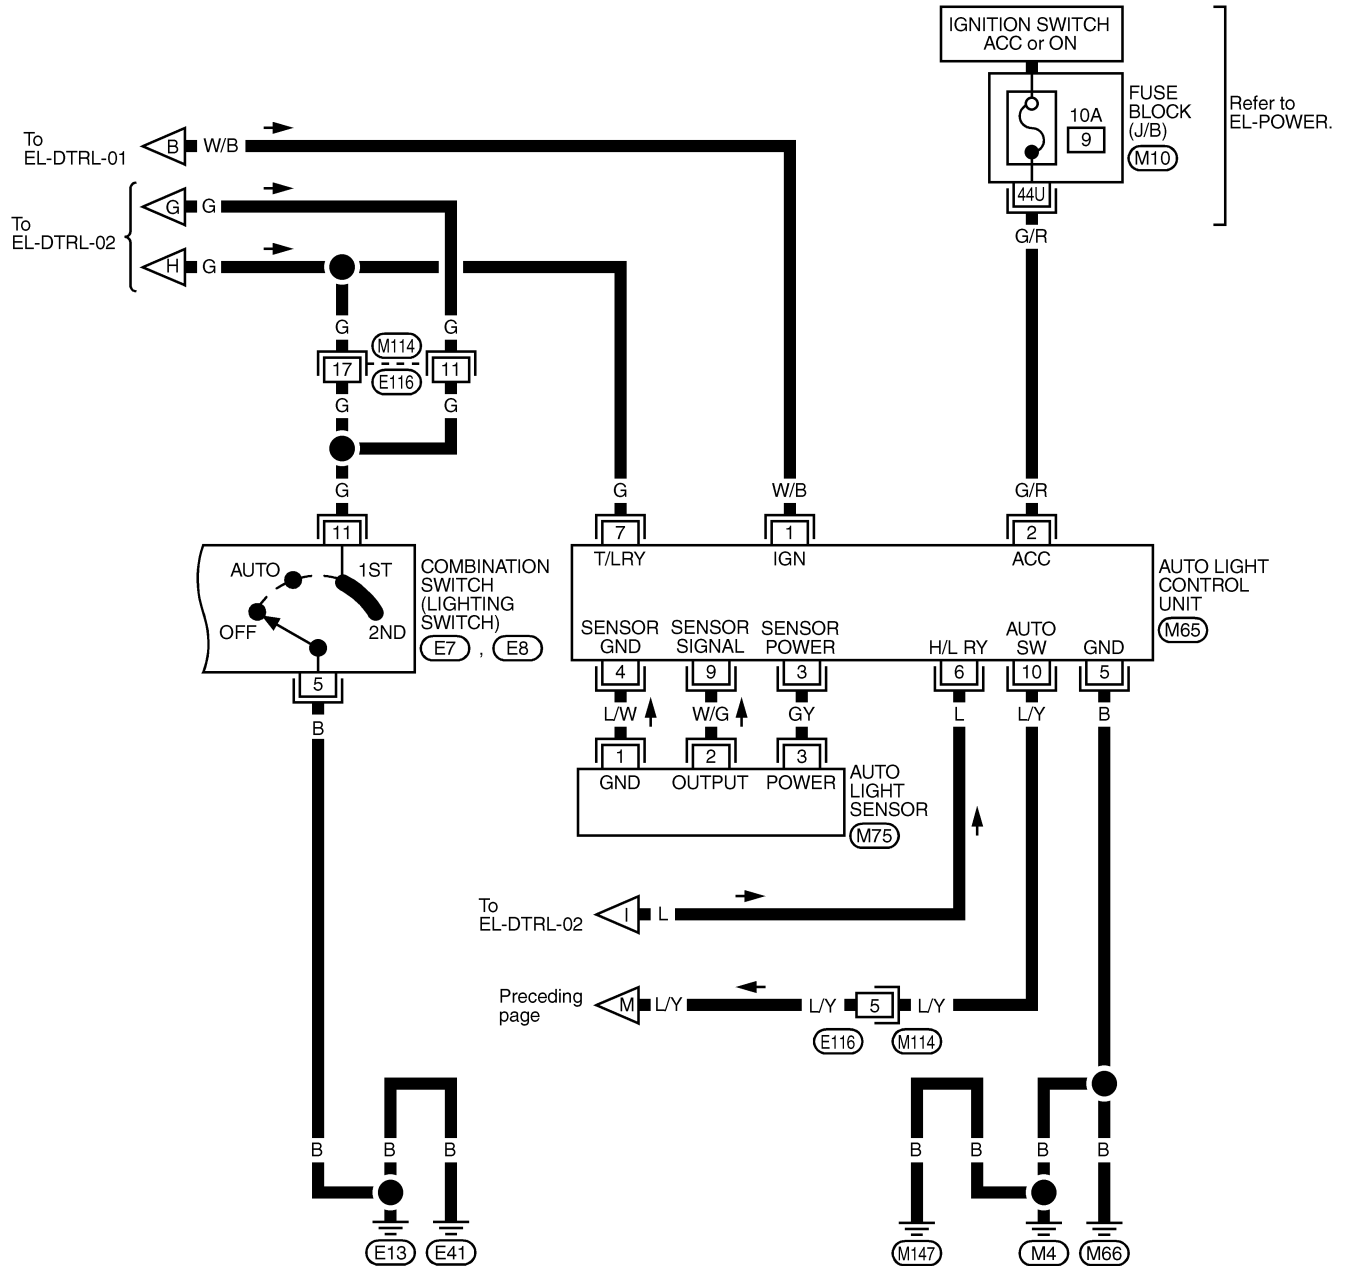 IGNITION SWITCH
ACC or ON
FUSE
BLOCK
(J/B)
M10
10A
9
44U
Refer to
EL-POWER.
G/R
To
EL-DTRL-01
B
W/B
To
EL-DTRL-02
G
G
H
G
G
G
M114
E116
17
11
G
G
G
G
W/B
G/R
11
7
1
2
AUTO
1ST
OFF
2ND
COMBINATION
SWITCH
(LIGHTING
SWITCH)
E7 , E8
5
B
T/LRY
IGN
ACC
AUTO LIGHT
CONTROL
UNIT
M65
SENSOR
GND
SENSOR
SIGNAL
SENSOR
POWER
H/L RY
AUTO
SW
GND
4
9
3
6
10
5
L/W
W/G
GY
L
L/Y
B
1
2
3
GND
OUTPUT
POWER
AUTO
LIGHT
SENSOR
M75
To
EL-DTRL-02
I
L
Preceding
page
M
L/Y
L/Y
5
L/Y
E116
M114
B
B
B
B
B
B
B
E13
E41
M147
M4
M66